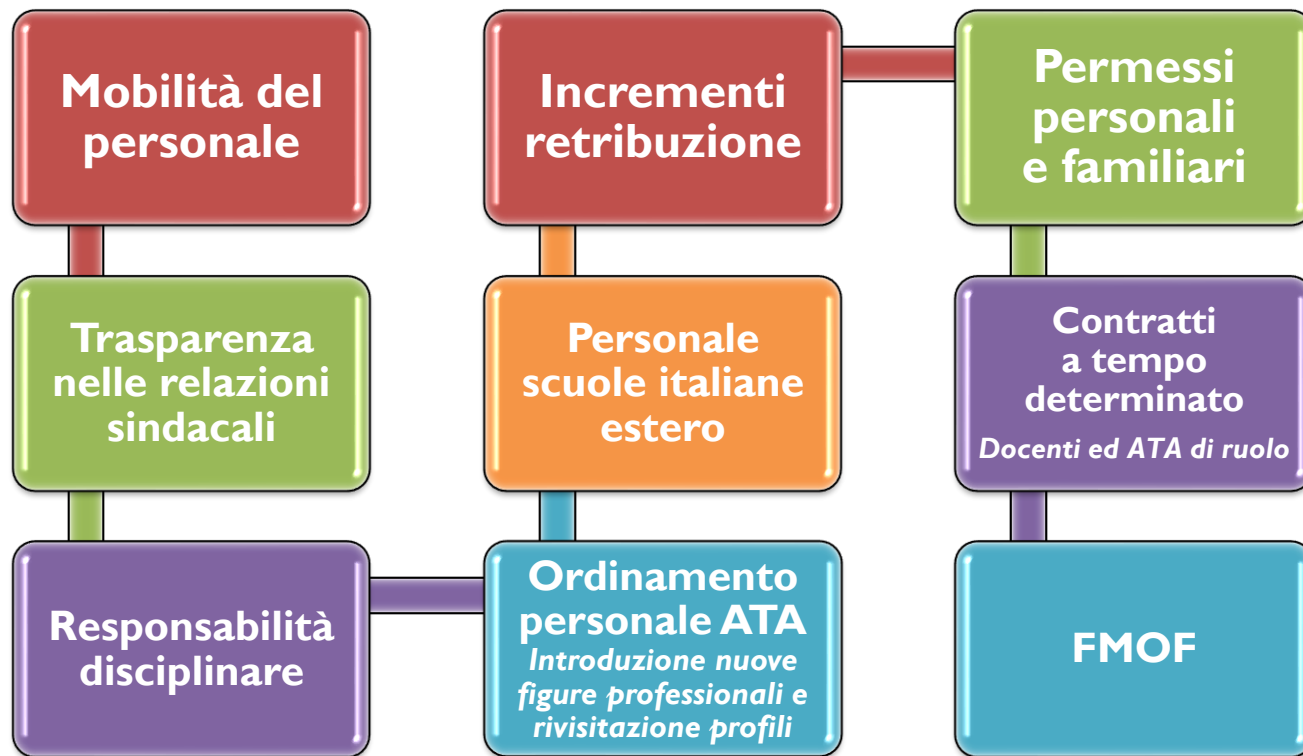 Mobilità del
personale
Trasparenza
nelle relazioni
sindacali
Responsabilità
disciplinare
Ordinamento
personale ATA
Introduzione nuove
figure professionali e
rivisitazione profili
Personale
scuole italiane
estero
Incrementi
retribuzione
Permessi
personali
e familiari
Contratti
a tempo
determinato
Docenti ed ATA di ruolo
FMOF